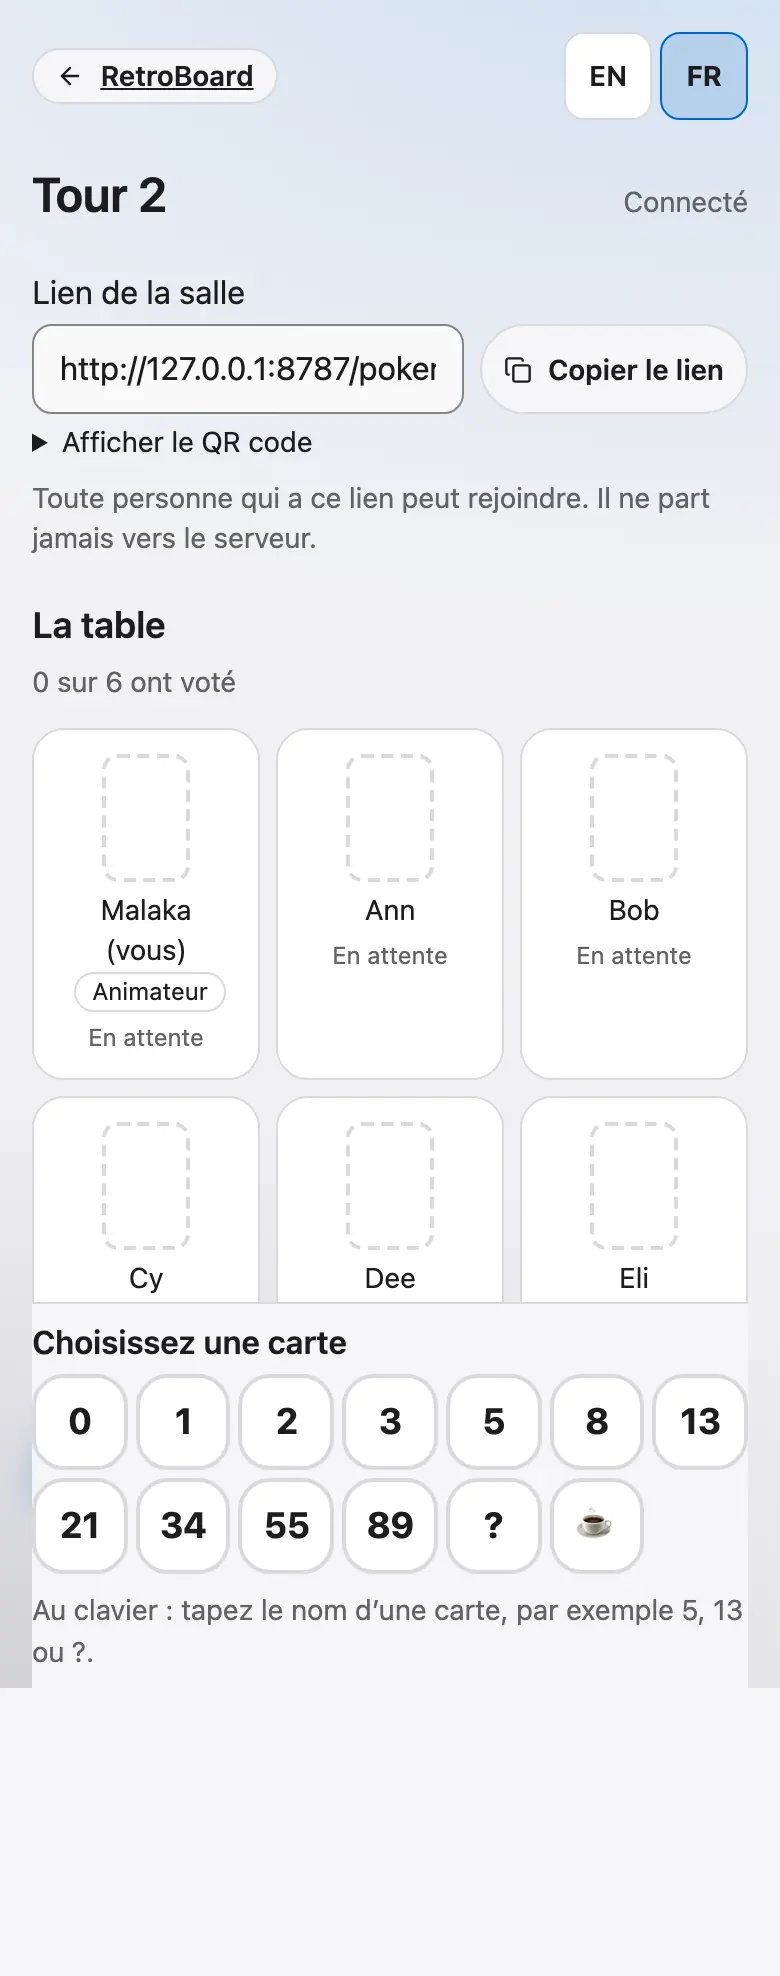 ← RetroBoard
EN FR
Tour 2
Connecté
Lien de la salle
http://127.0.0.1:8787/poker
Copier le lien
Afficher le QR code
Toute personne qui a ce lien peut rejoindre. Il ne part
jamais vers le serveur.
La table
0 sur 6 ont voté
Malaka
(vous)
Animateur
En attente
Ann
En attente
Bob
En attente
Cy
Dee
Eli
Choisissez une carte
0 1 2 3 5 8 13
21 34 55 89 ? ☕
Au clavier : tapez le nom d’une carte, par exemple 5, 13
ou ?.